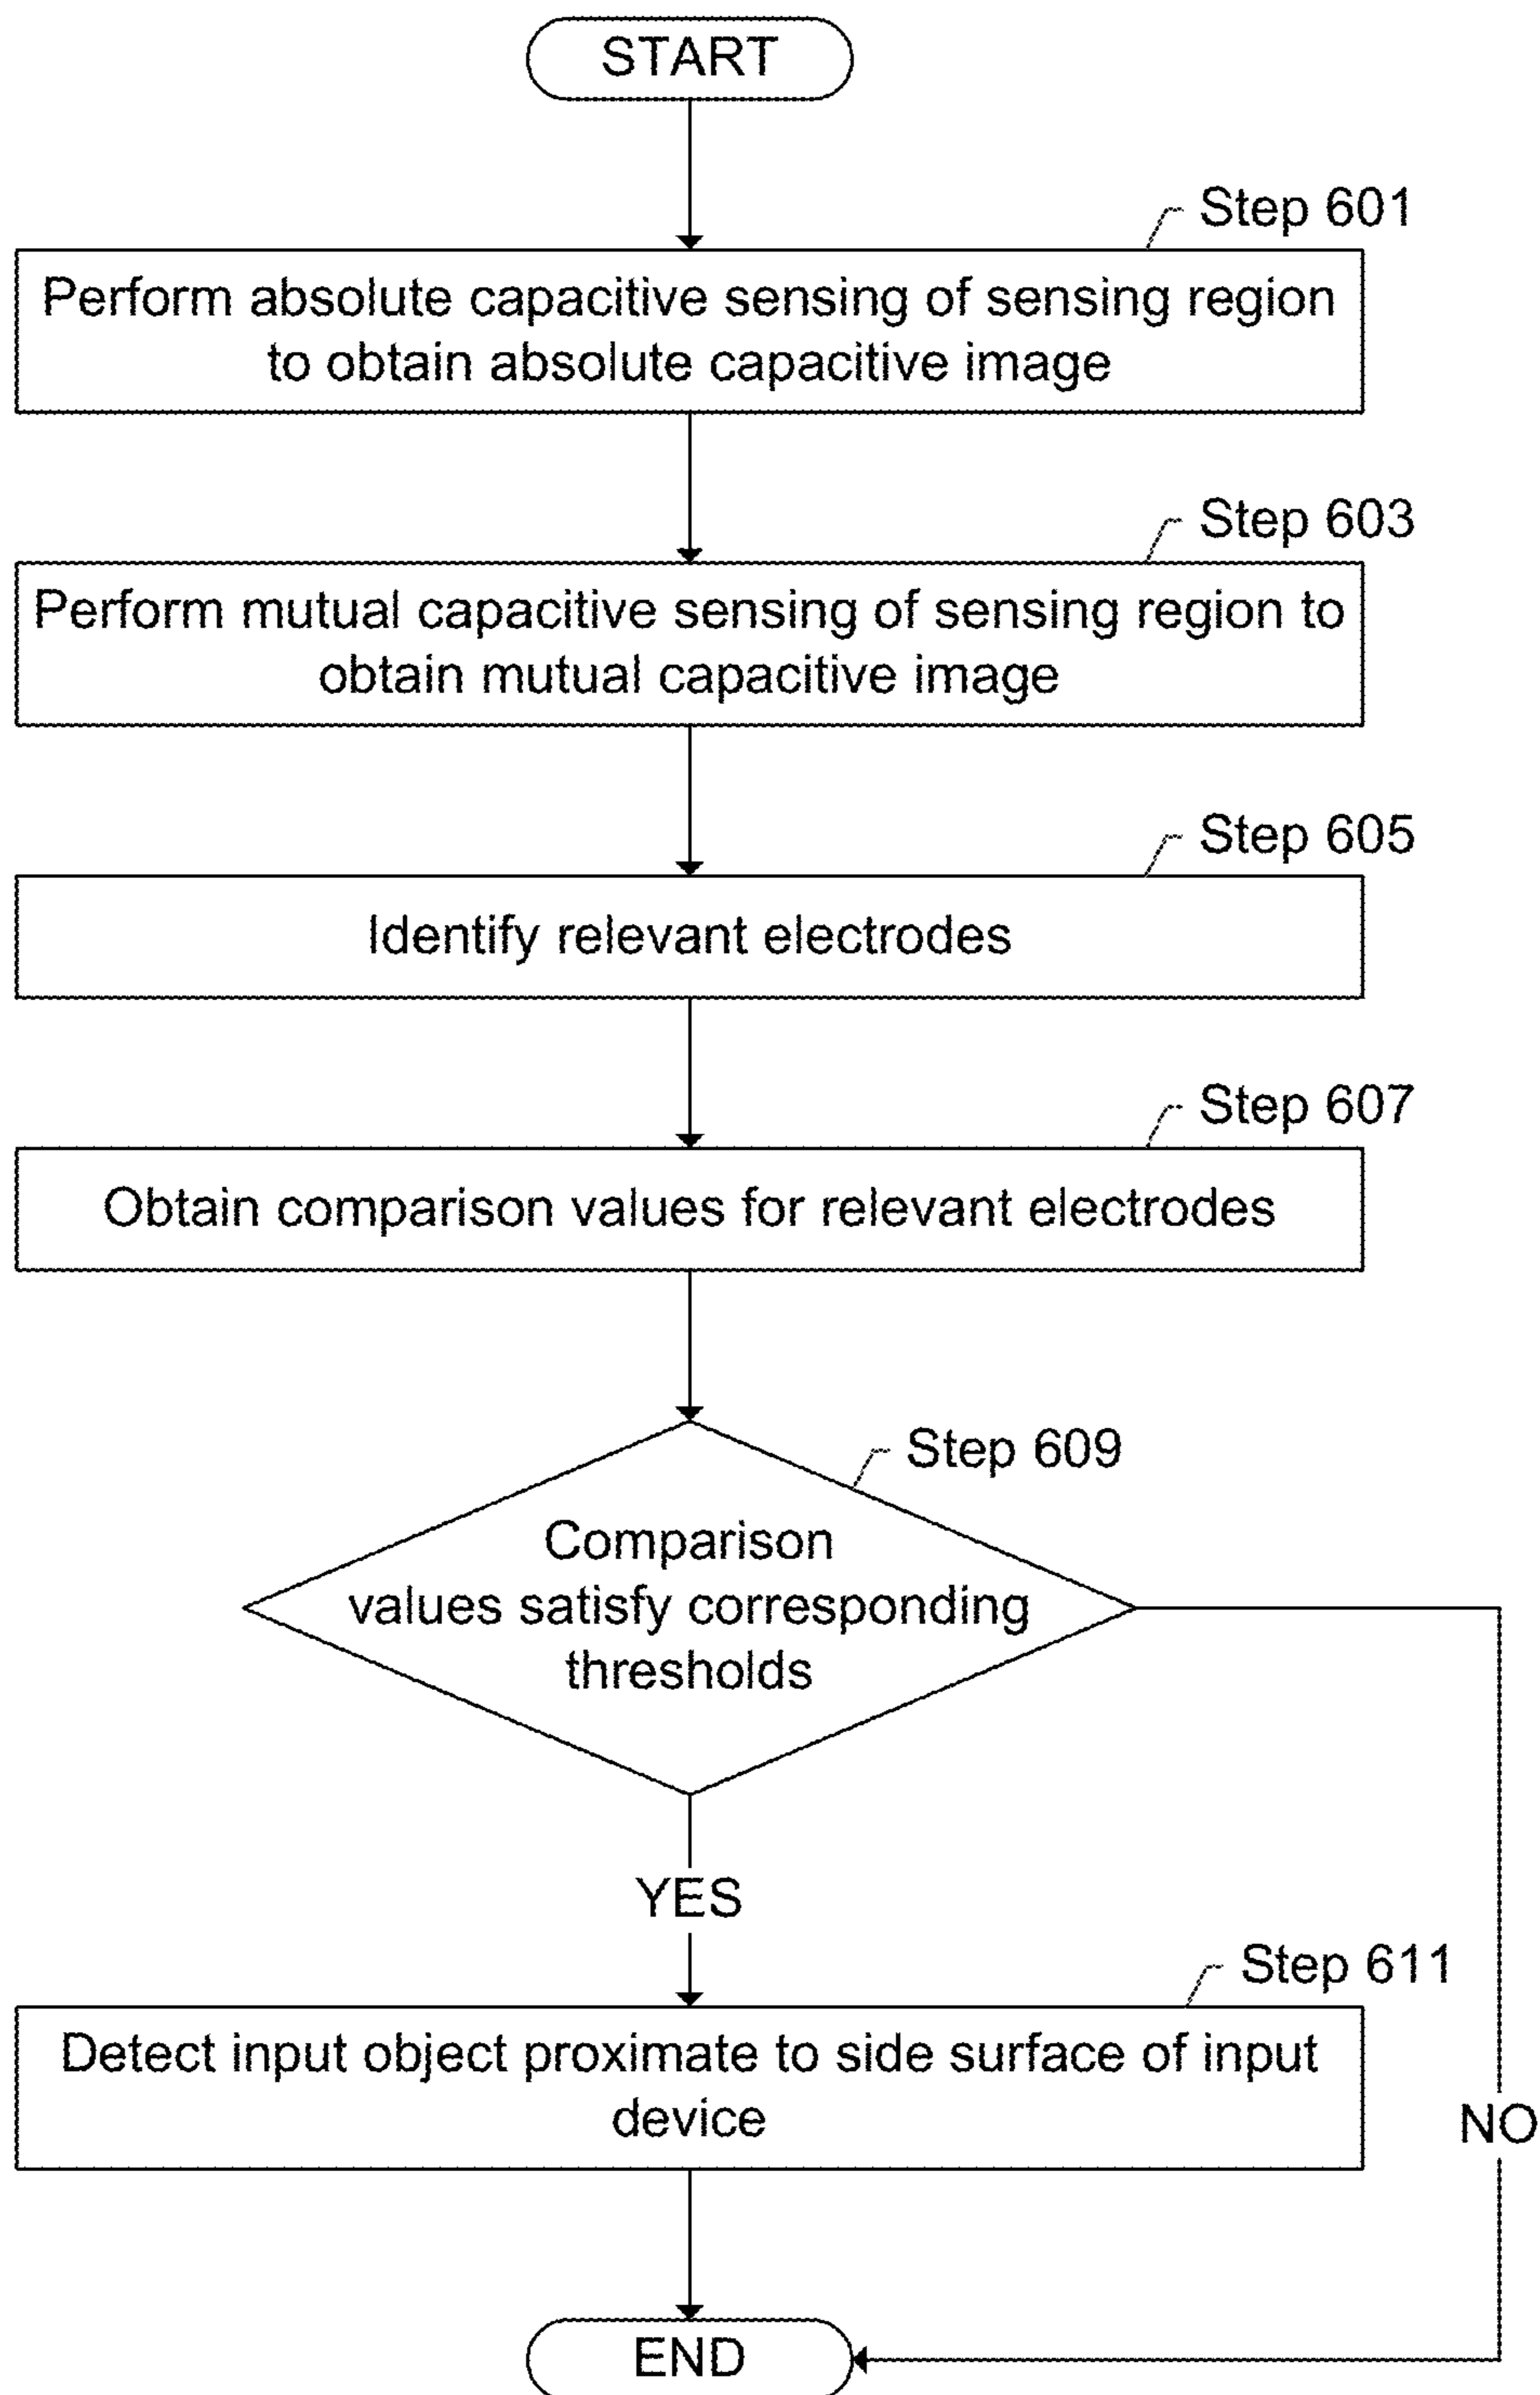 START
Step 601
Perform absolute capacitive sensing of sensing region
to obtain absolute capacitive image
Step 603
Perform mutual capacitive sensing of sensing region to
obtain mutual capacitive image
Step 605
Identify relevant electrodes
Step 607
Obtain comparison values for relevant electrodes
Step 609
Comparison
values satisfy corresponding
thresholds
YES
Step 611
Detect input object proximate to side surface of input
device
NO
END